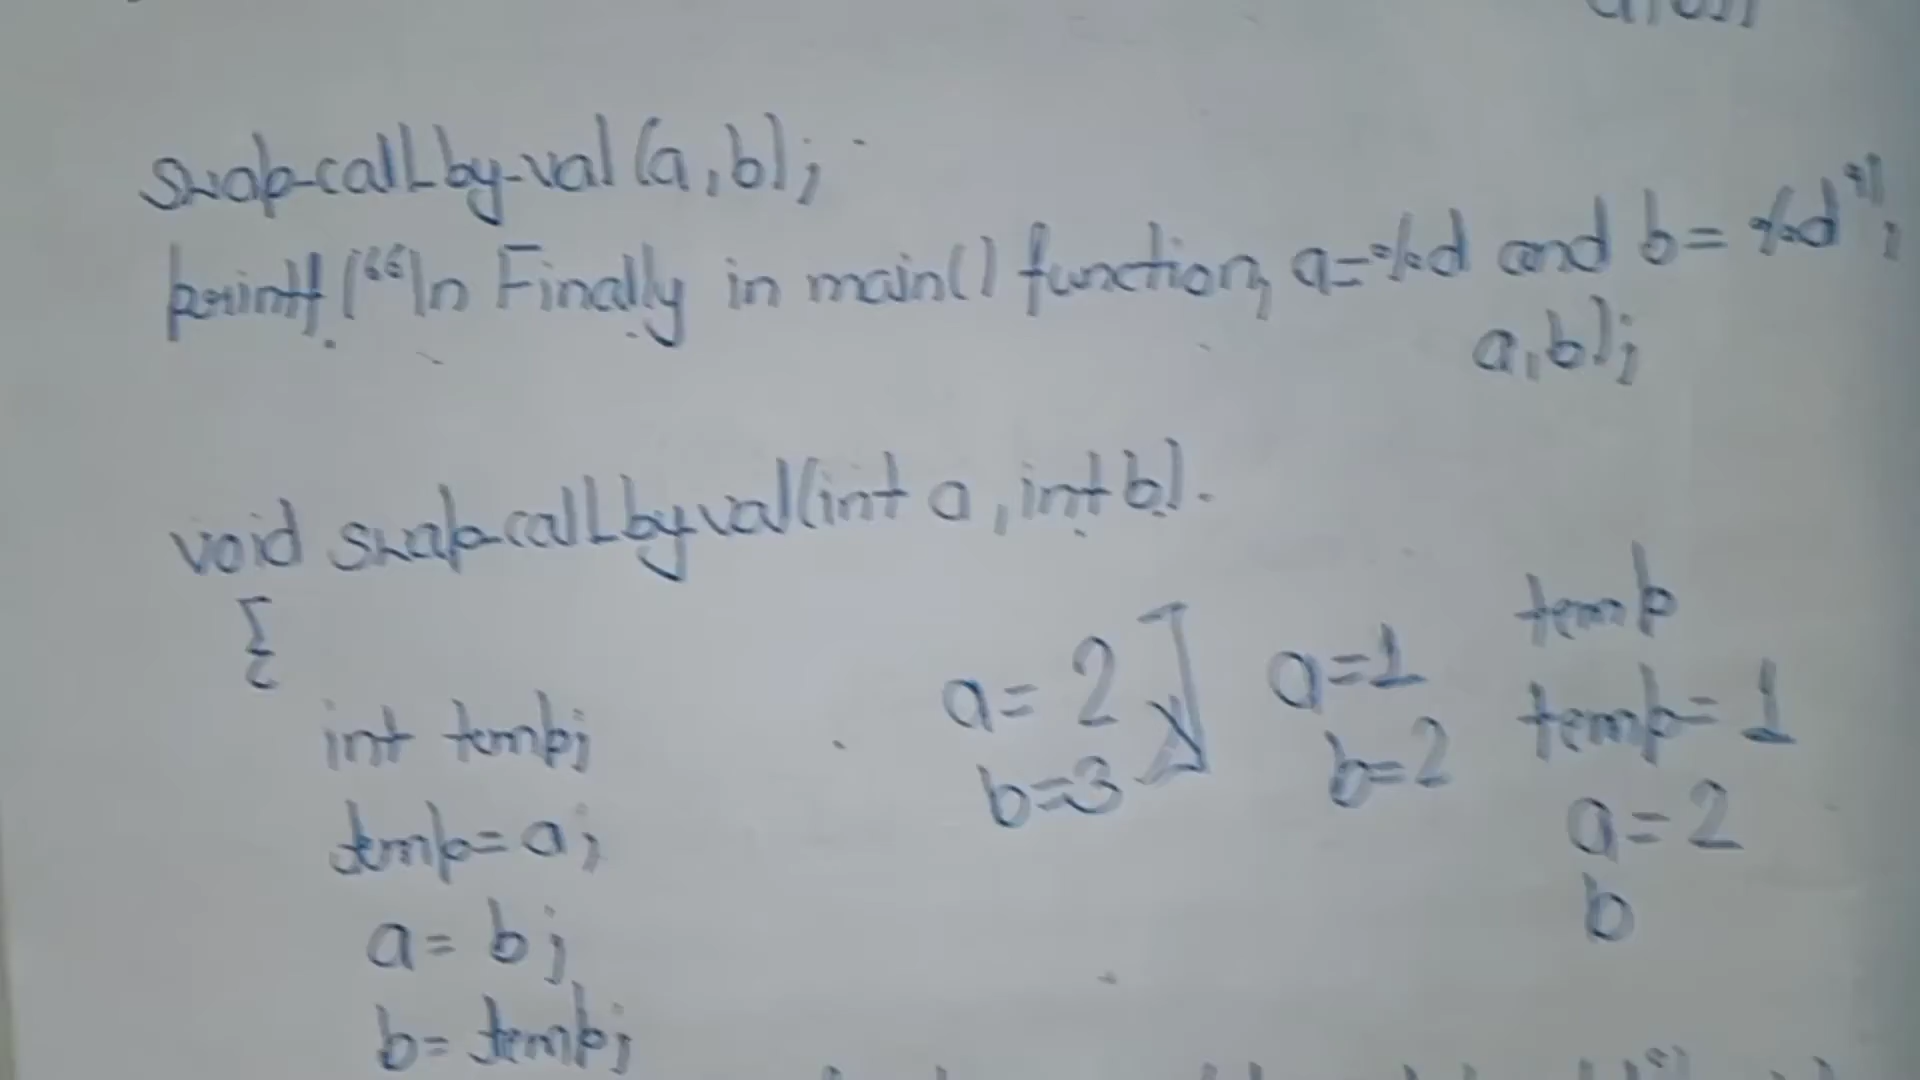 swap-call-by-val (a, b);
printf (“\n Finally in main() function, a=%d and b= %d”,
a, b);
void swap-call-by-val (int a, int b).
{
int temp;
temp= a;
a= b;
b= temp;
a= 2
b=3
a=1
b=2
temp
temp= 1
a= 2
b